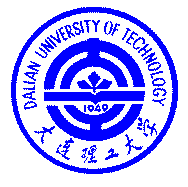 DALIAN UNIVERSITY OF TECHNOLOGY
1949
大连理工大学